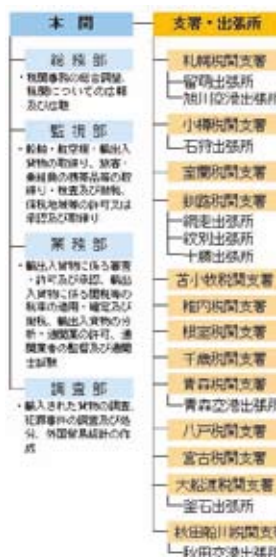 本関
総務部
・税関事務の総合調整、
税関についての広報
及び位取
監視部
・船舶・航空機・輸出入
貨物の取締り、旅客・
乗組員の携帯品等の取
締り・検査及び徴税、
保税地域等の許可又は
承認及び取締り
業務部
・輸出入貨物に係る審査
・許可及び承認、輸出
入貨物に係る関税等の
税率の適用・確定及び
徴税、輸出入貨物の分
析・通関業の許可、通
関業者の監督及び通関
士試験
調査部
・輸入された貨物の調査、
犯罪事件の調査及び処
分、外国貿易統計の作
成
支署・出張所
札幌税関支署
留萌出張所
旭川空港出張所
小樽税関支署
石狩出張所
室蘭税関支署
釧路税関支署
網走出張所
紋別出張所
十勝出張所
苫小牧税関支署
稚内税関支署
根室税関支署
千歳税関支署
青森税関支署
青森空港出張所
八戸税関支署
宮古税関支署
大船渡税関支署
釜石出張所
秋田船川税関支署
秋田空港出張所